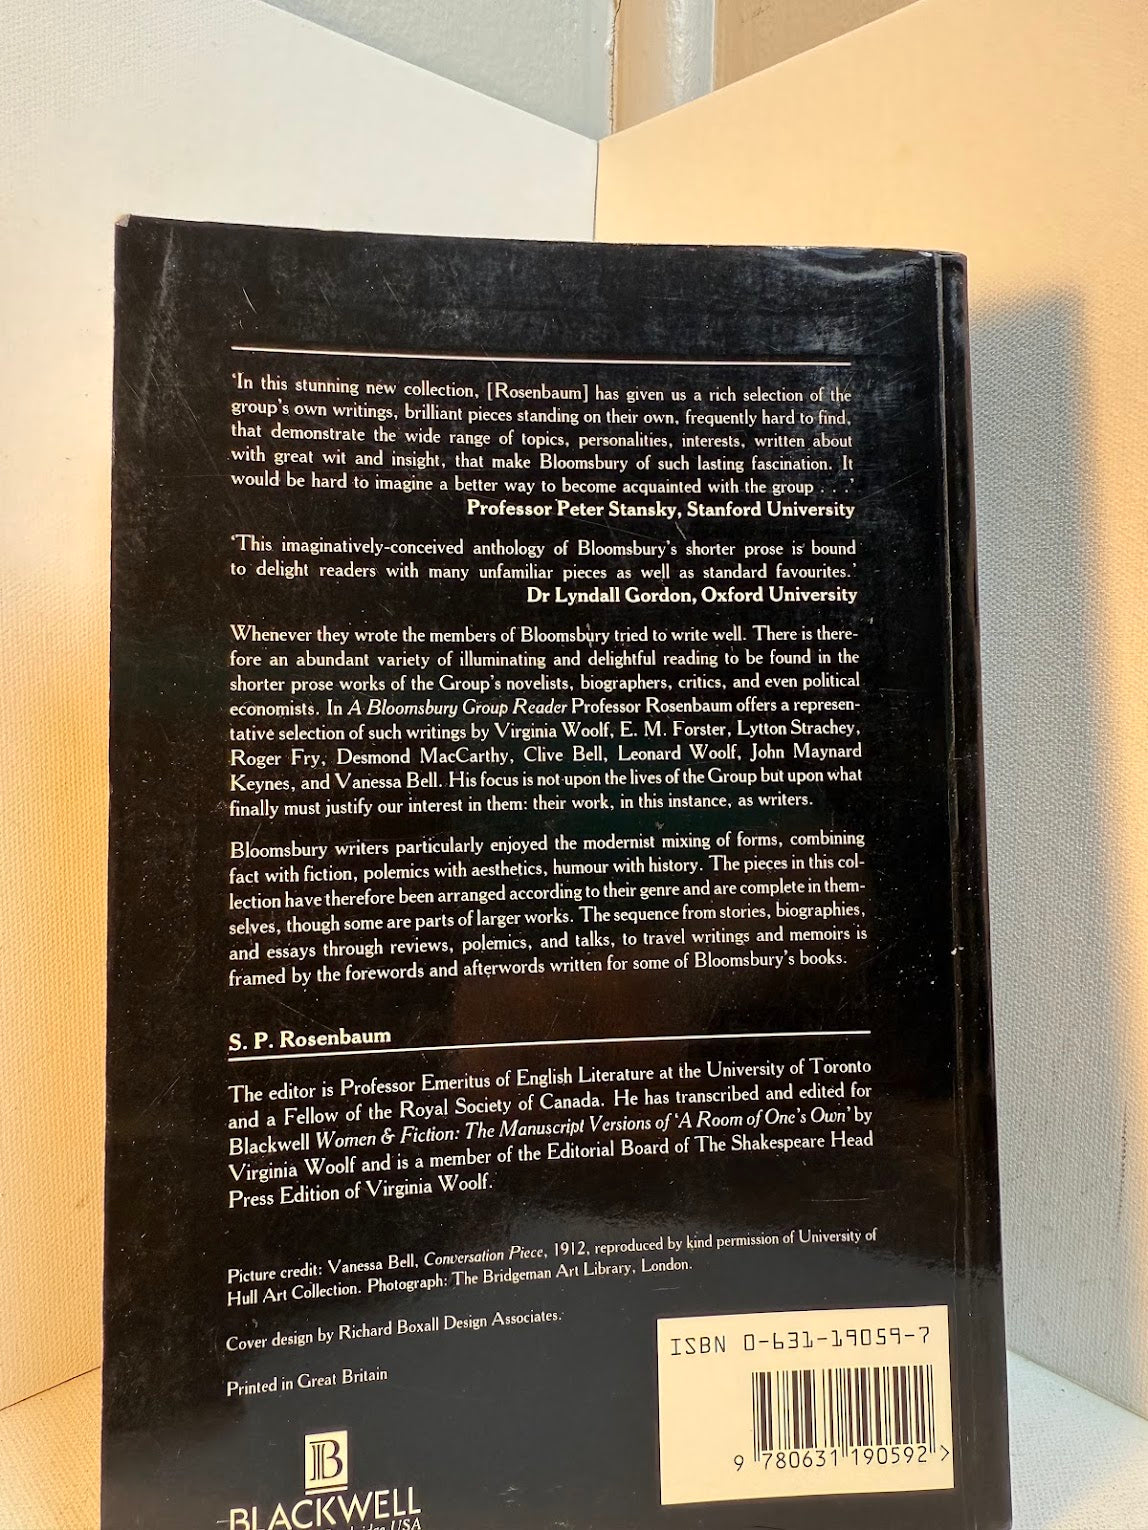 ‘In this stunning new collection, [Rosenbaum] has given us a rich selection of the
group’s own writings, brilliant pieces standing on their own, frequently hard to find,
that demonstrate the wide range of topics, personalities, interests, written about
with great wit and insight, that make Bloomsbury of such lasting fascination. It
would be hard to imagine a better way to become acquainted with the group . . .’
Professor Peter Stansky, Stanford University
‘This imaginatively-conceived anthology of Bloomsbury’s shorter prose is bound
to delight readers with many unfamiliar pieces as well as standard favourites.’
Dr Lyndall Gordon, Oxford University
Whenever they wrote the members of Bloomsbury tried to write well. There is there-
fore an abundant variety of illuminating and delightful reading to be found in the
shorter prose works of the Group’s novelists, biographers, critics, and even political
economists. In A Bloomsbury Group Reader Professor Rosenbaum offers a represen-
tative selection of such writings by Virginia Woolf, E. M. Forster, Lytton Strachey,
Roger Fry, Desmond MacCarthy, Clive Bell, Leonard Woolf, John Maynard
Keynes, and Vanessa Bell. His focus is not upon the lives of the Group but upon what
finally must justify our interest in them: their work, in this instance, as writers.
Bloomsbury writers particularly enjoyed the modernist mixing of forms, combining
fact with fiction, polemics with aesthetics, humour with history. The pieces in this col-
lection have therefore been arranged according to their genre and are complete in them-
selves, though some are parts of larger works. The sequence from stories, biographies,
and essays through reviews, polemics, and talks, to travel writings and memoirs is
framed by the forewords and afterwords written for some of Bloomsbury’s books.
S. P. Rosenbaum
The editor is Professor Emeritus of English Literature at the University of Toronto
and a Fellow of the Royal Society of Canada. He has transcribed and edited for
Blackwell Women & Fiction: The Manuscript Versions of ‘A Room of One’s Own’ by
Virginia Woolf and is a member of the Editorial Board of The Shakespeare Head
Press Edition of Virginia Woolf.
Picture credit: Vanessa Bell, Conversation Piece, 1912, reproduced by kind permission of University of
Hull Art Collection. Photograph: The Bridgeman Art Library, London.
Cover design by Richard Boxall Design Associates.
Printed in Great Britain
ISBN 0-631-19059-7
9 780631 190592 >
B
BLACKWELL
USA